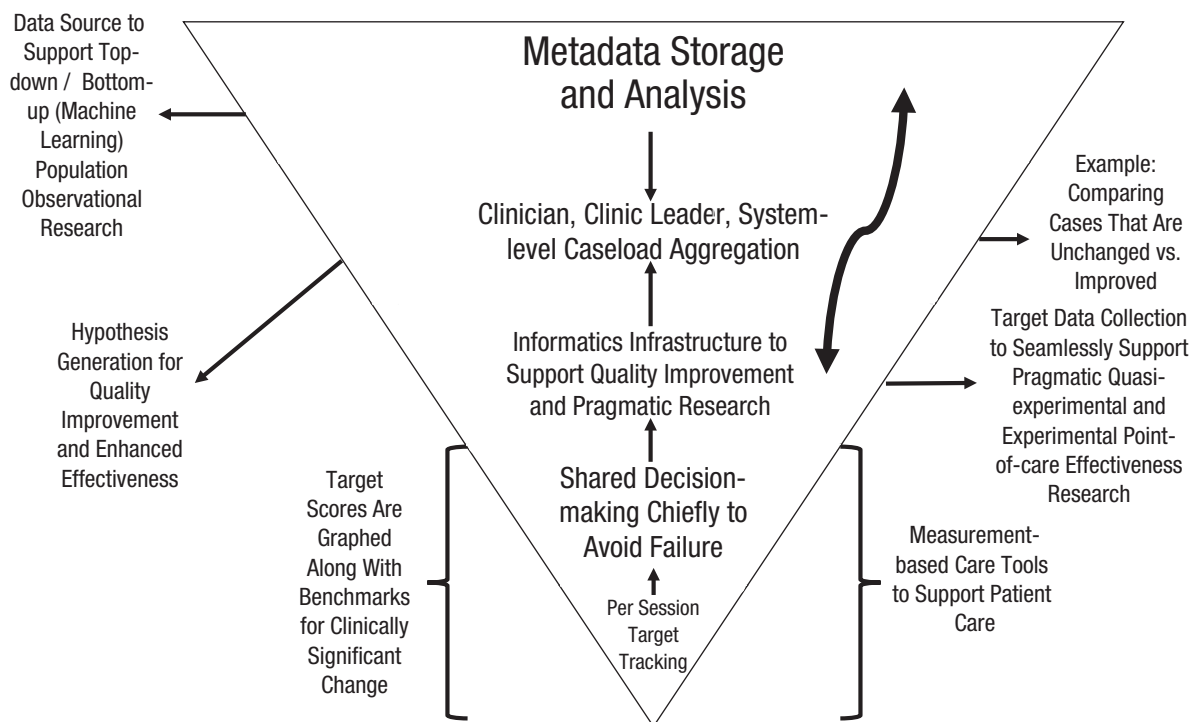 Data Source to
Support Top-
down /  Bottom-
up (Machine
Learning)
Population
Observational
Research
Hypothesis
Generation for
Quality
Improvement
and Enhanced
Effectiveness
Target
Scores Are
Graphed
Along With
Benchmarks
for Clinically
Significant
Change
Metadata Storage
and Analysis
Clinician, Clinic Leader, System-
level Caseload Aggregation
Informatics Infrastructure to
Support Quality Improvement
and Pragmatic Research
Shared Decision-
making Chiefly to
Avoid Failure
Per Session
Target
Tracking
Example:
Comparing
Cases That Are
Unchanged vs.
Improved
Target Data Collection
to Seamlessly Support
Pragmatic Quasi-
experimental and
Experimental Point-
of-care Effectiveness
Research
Measurement-
based Care Tools
to Support Patient
Care